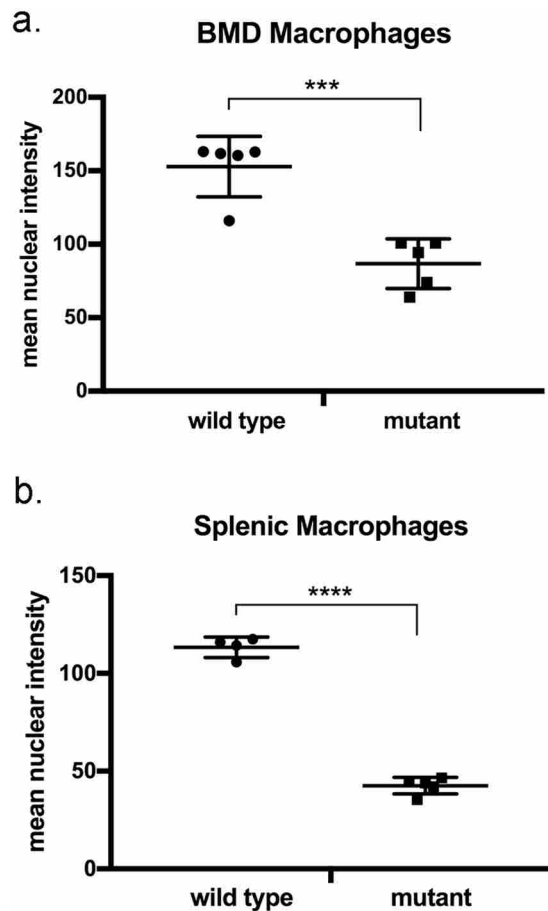 a.
BMD Macrophages
***
mean nuclear intensity
200
150
100
50
0
wild type mutant
b.
Splenic Macrophages
****
mean nuclear intensity
150
100
50
0
wild type mutant